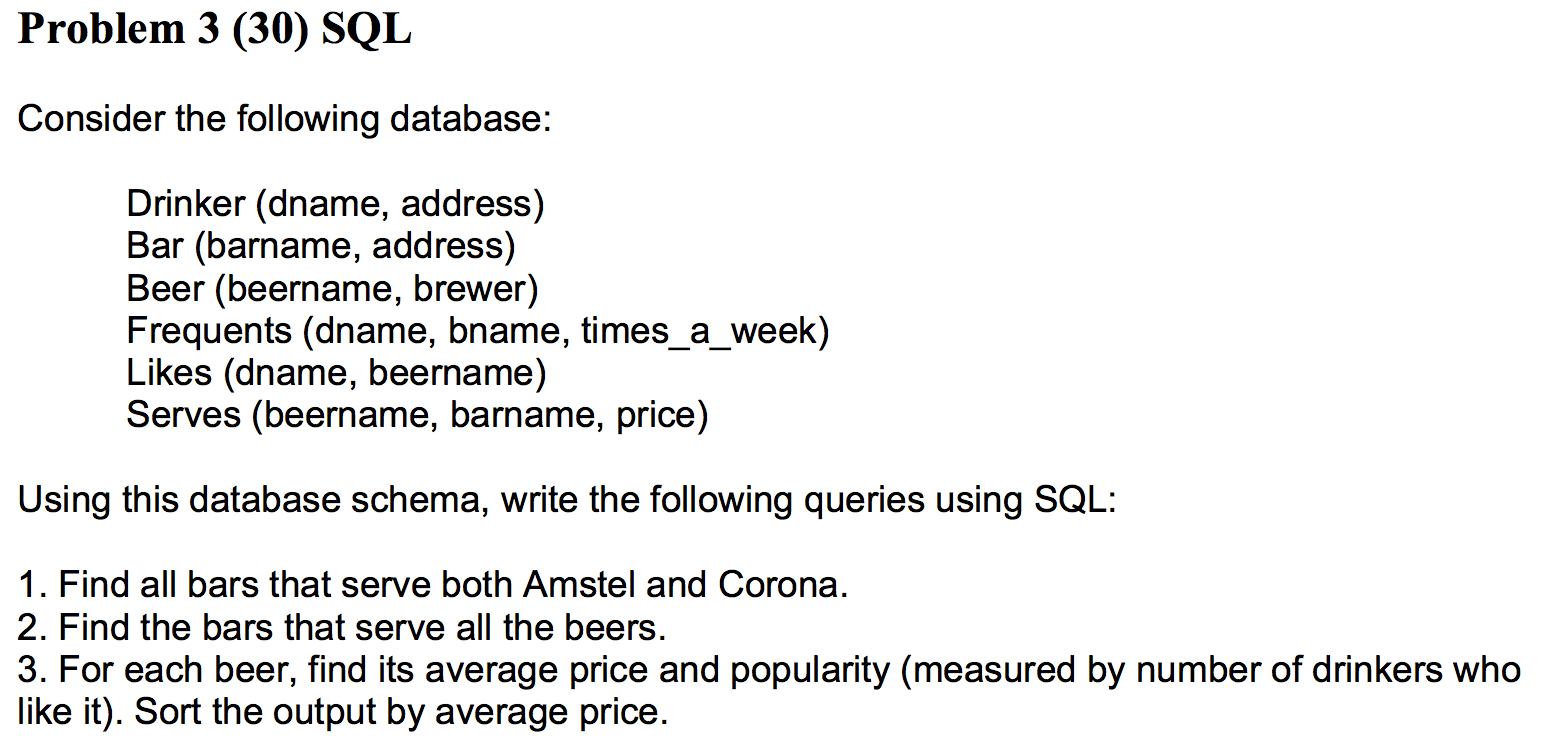 Problem 3 (30) SQL
Consider the following database:
Drinker (dname, address)
Bar (barname, address)
Beer (beername, brewer)
Frequents (dname, bname, times_a_week)
Likes (dname, beername)
Serves (beername, barname, price)
Using this database schema, write the following queries using SQL:
1. Find all bars that serve both Amstel and Corona.
2. Find the bars that serve all the beers.
3. For each beer, find its average price and popularity (measured by number of drinkers who
like it). Sort the output by average price.